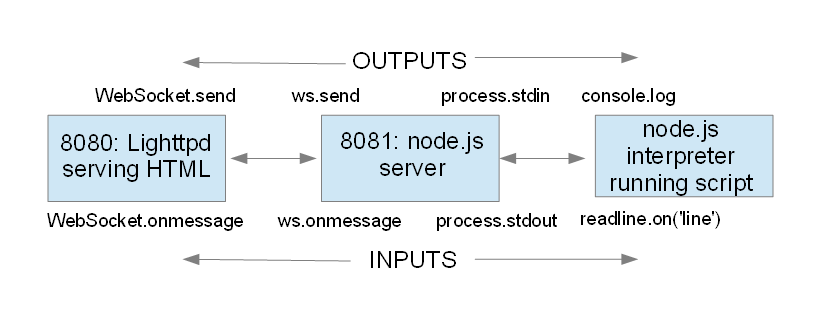 OUTPUTS
WebSocket.send ws.send process.stdin console.log
8080: Lighttpd
serving HTML
8081: node.js
server
node.js
interpreter
running script
WebSocket.onmessage ws.onmessage process.stdout readline.on('line')
INPUTS